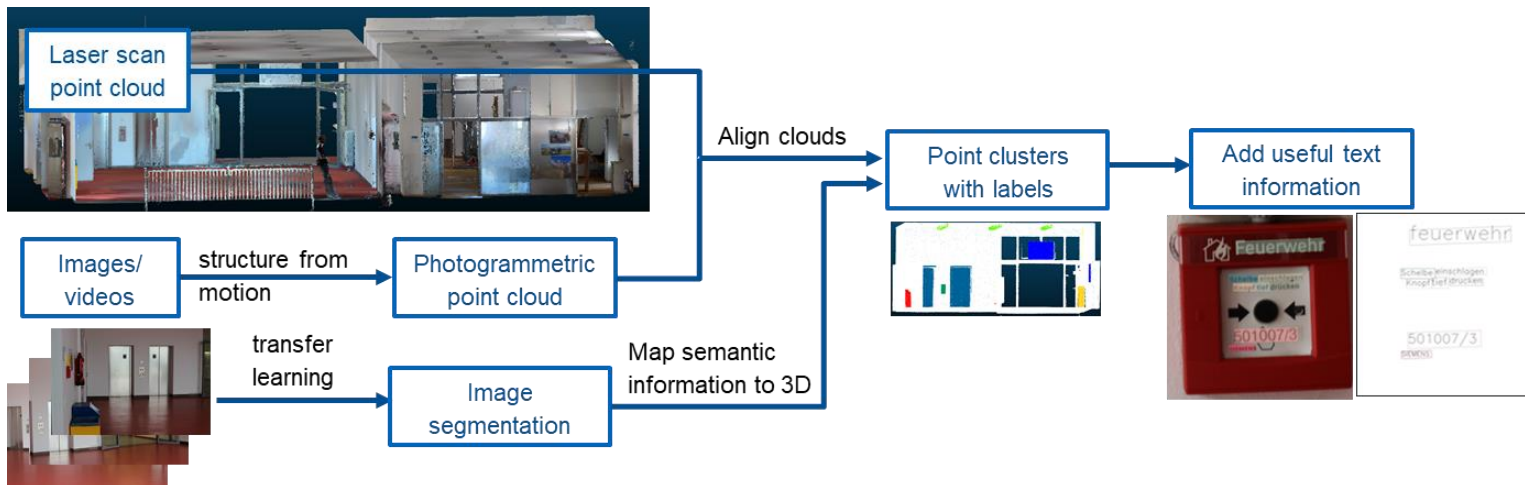 Laser scan
point cloud
Align clouds
Point clusters
with labels
Add useful text
information
Images/
videos
structure from
motion
Photogrammetric
point cloud
transfer
learning
Image
segmentation
Map semantic
information to 3D
Feuerwehr
Scheibe einschlagen
Knopf tief drücken
501007/3
SIEMENS
feuerwehr
Scheibe einschlagen
Knopf tief drucken
501007/3
SIEMENS